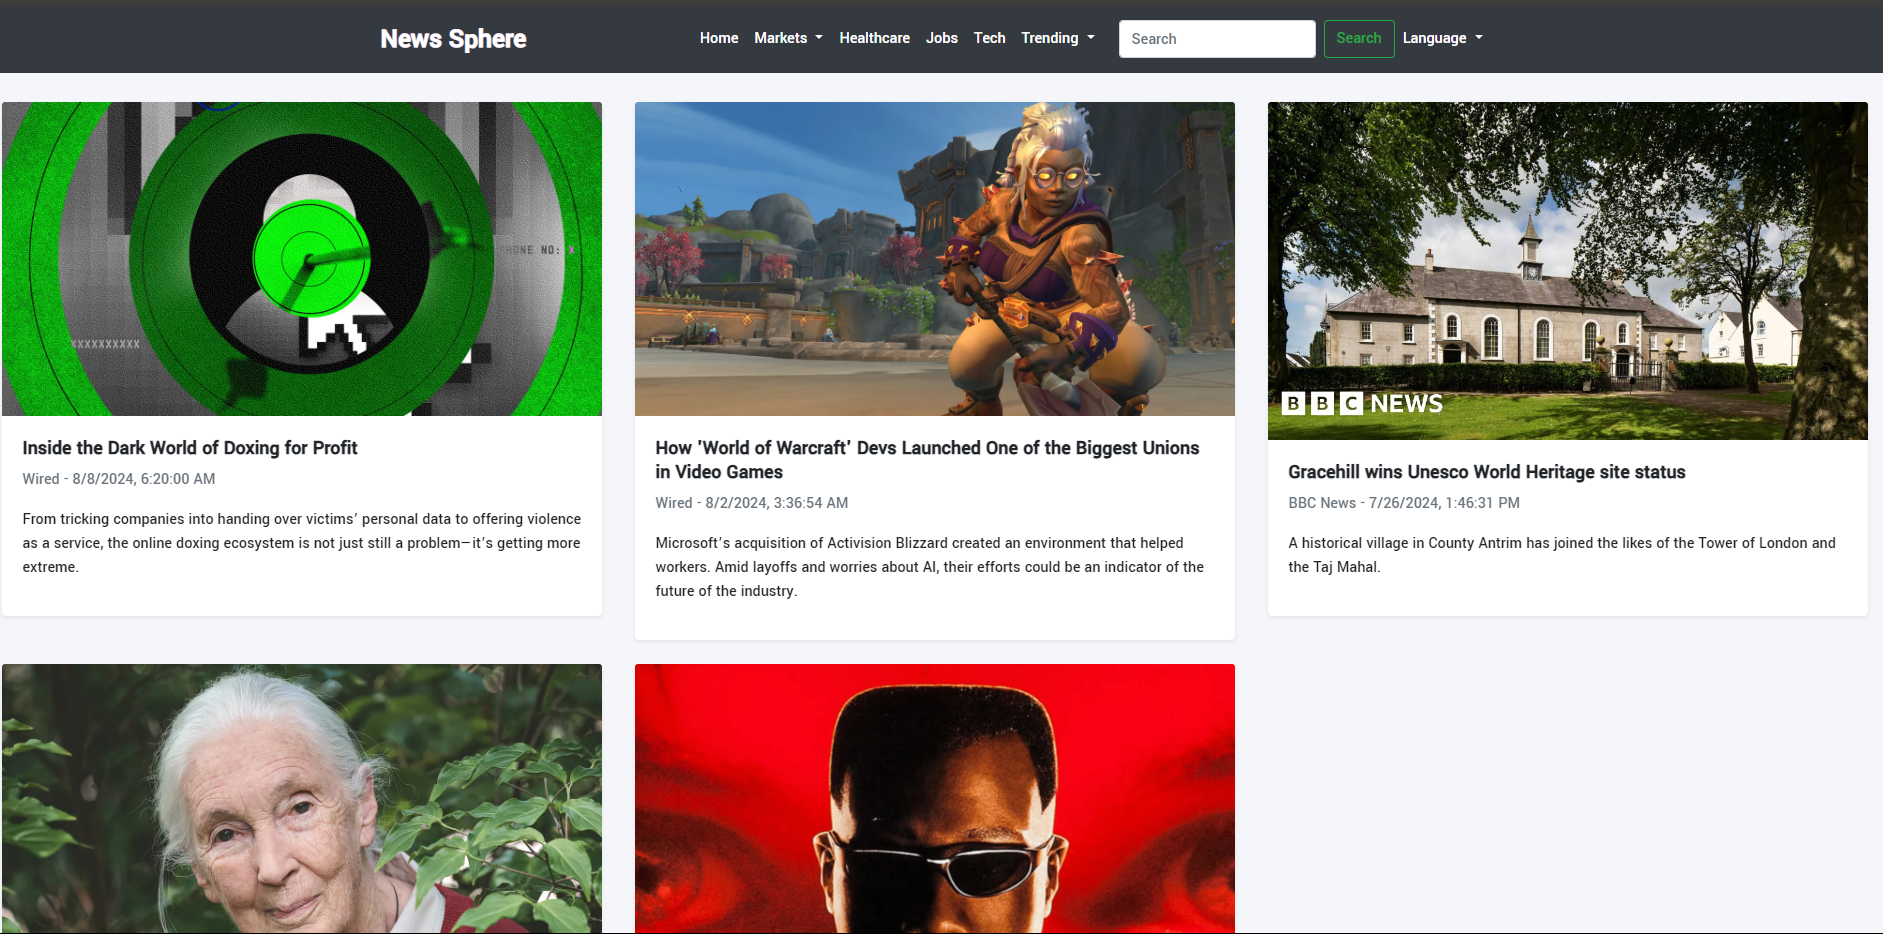 News Sphere
Home Markets Healthcare Jobs Tech Trending Search Search Language
PHONE NO: X
XXXXXXXXXX
Inside the Dark World of Doxing for Profit
Wired - 8/8/2024, 6:20:00 AM
From tricking companies into handing over victims’ personal data to offering violence
as a service, the online doxing ecosystem is not just still a problem—it’s getting more
extreme.
How 'World of Warcraft' Devs Launched One of the Biggest Unions
in Video Games
Wired - 8/2/2024, 3:36:54 AM
Microsoft’s acquisition of Activision Blizzard created an environment that helped
workers. Amid layoffs and worries about AI, their efforts could be an indicator of the
future of the industry.
BBC NEWS
Gracehill wins Unesco World Heritage site status
BBC News - 7/26/2024, 1:46:31 PM
A historical village in County Antrim has joined the likes of the Tower of London and
the Taj Mahal.